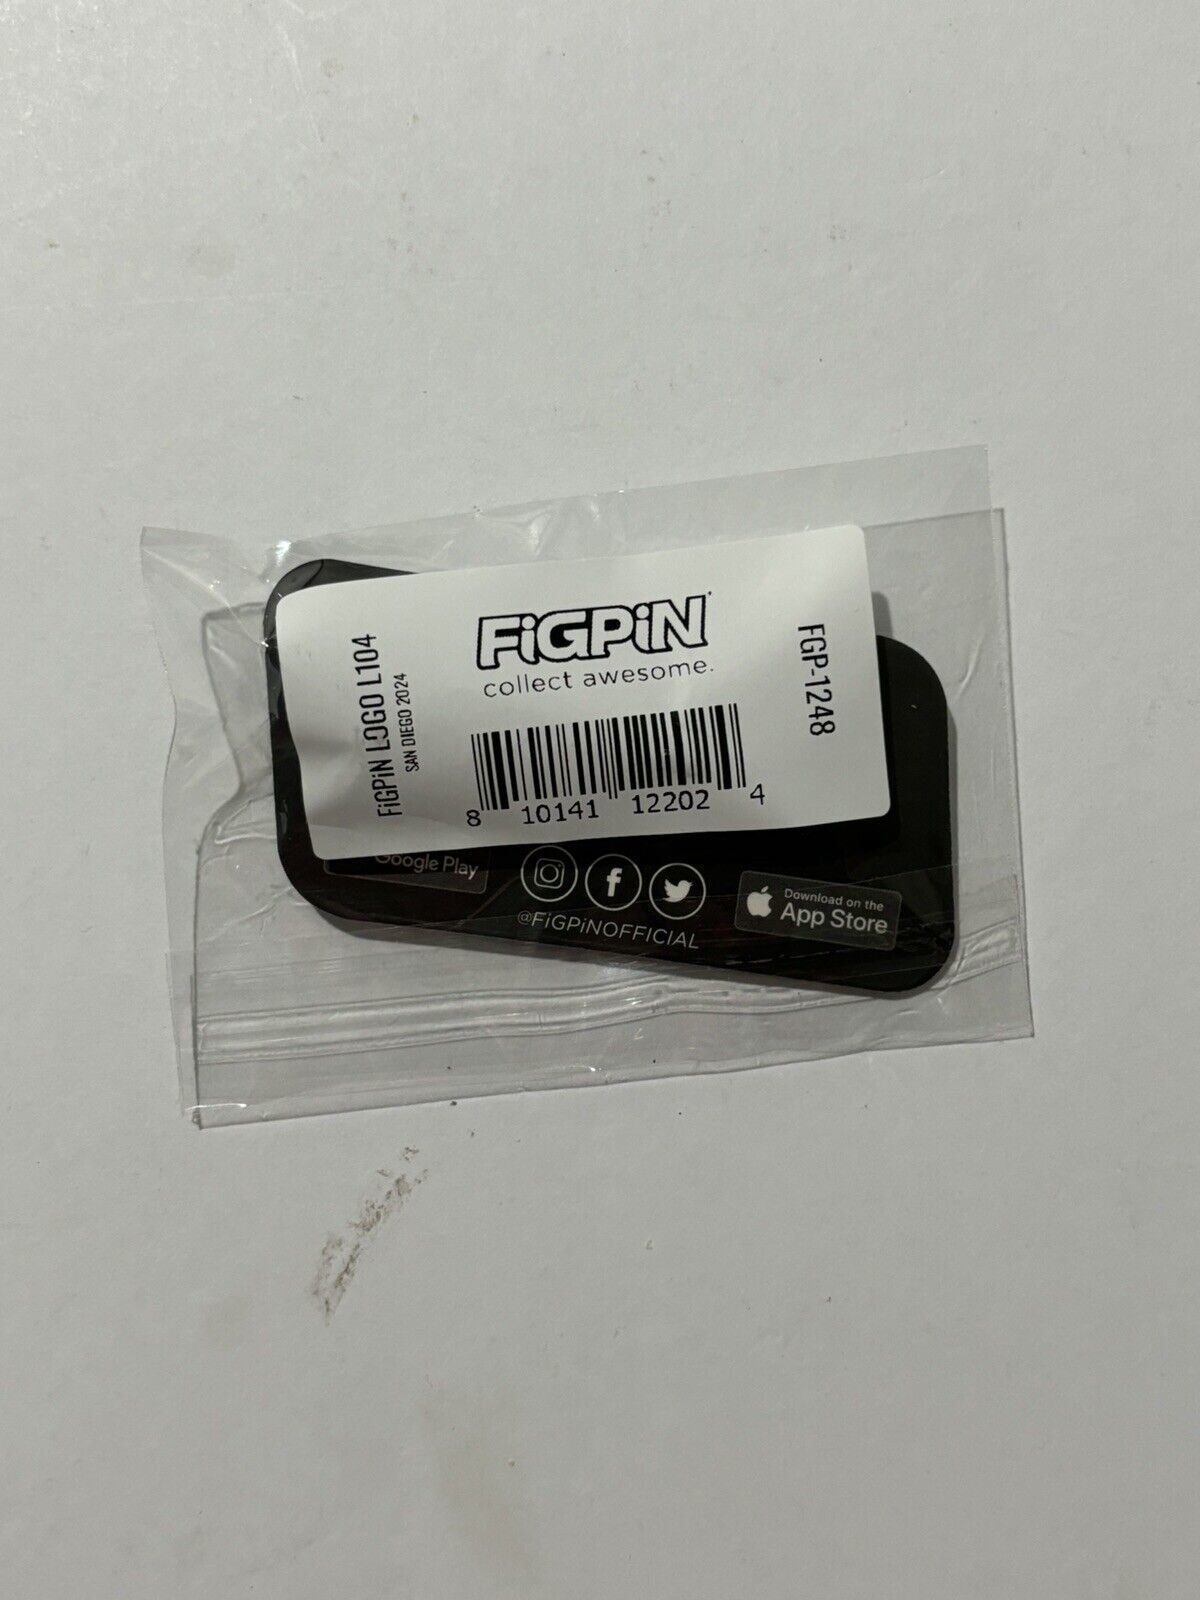 FiGPiN
collect awesome.
FiGPiN LOGO L104
SAN DIEGO 2024
FGP-1248
8 10141 12202 4
Google Play
@FiGPiNOFFICIAL
Download on the
App Store